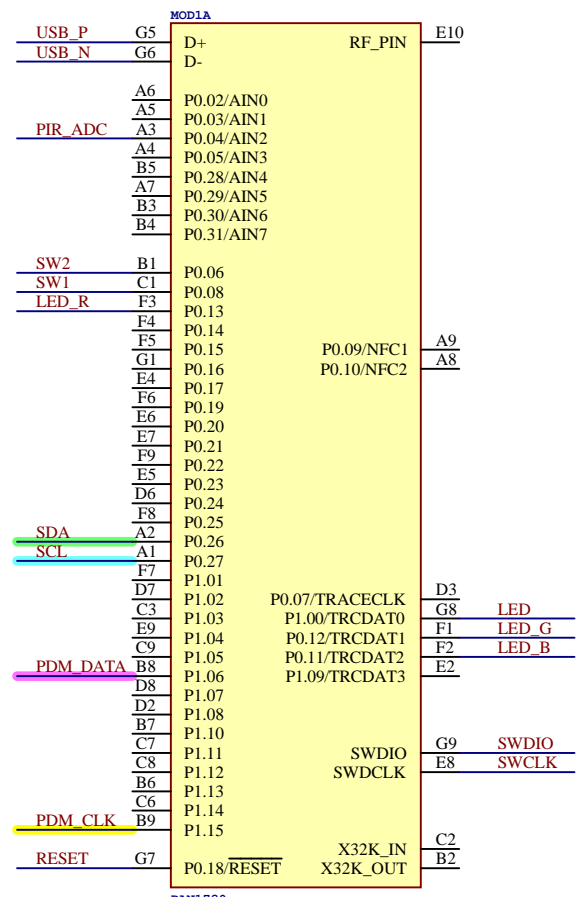 MOD1A
USB_P G5 D+ RF_PIN E10
USB_N G6 D-
A6 P0.02/AIN0
A5 P0.03/AIN1
PIR_ADC A3 P0.04/AIN2
A4 P0.05/AIN3
B5 P0.28/AIN4
A7 P0.29/AIN5
B3 P0.30/AIN6
B4 P0.31/AIN7
SW2 B1 P0.06
SW1 C1 P0.08
LED_R F3 P0.13
F4 P0.14
F5 P0.15 P0.09/NFC1 A9
G1 P0.16 P0.10/NFC2 A8
E4 P0.17
F6 P0.19
E6 P0.20
E7 P0.21
F9 P0.22
E5 P0.23
D6 P0.24
F8 P0.25
SDA A2 P0.26
SCL A1 P0.27
F7 P1.01
D7 P1.02 P0.07/TRACECLK D3
C3 P1.03 P1.00/TRCDAT0 G8 LED
E9 P1.04 P0.12/TRCDAT1 F1 LED_G
C9 P1.05 P0.11/TRCDAT2 F2 LED_B
PDM_DATA B8 P1.06 P1.09/TRCDAT3 E2
D8 P1.07
D2 P1.08
B7 P1.10
C7 P1.11 SWDIO G9 SWDIO
C8 P1.12 SWDCLK E8 SWCLK
B6 P1.13
C6 P1.14
PDM_CLK B9 P1.15
X32K_IN C2
RESET G7 P0.18/RESET X32K_OUT B2